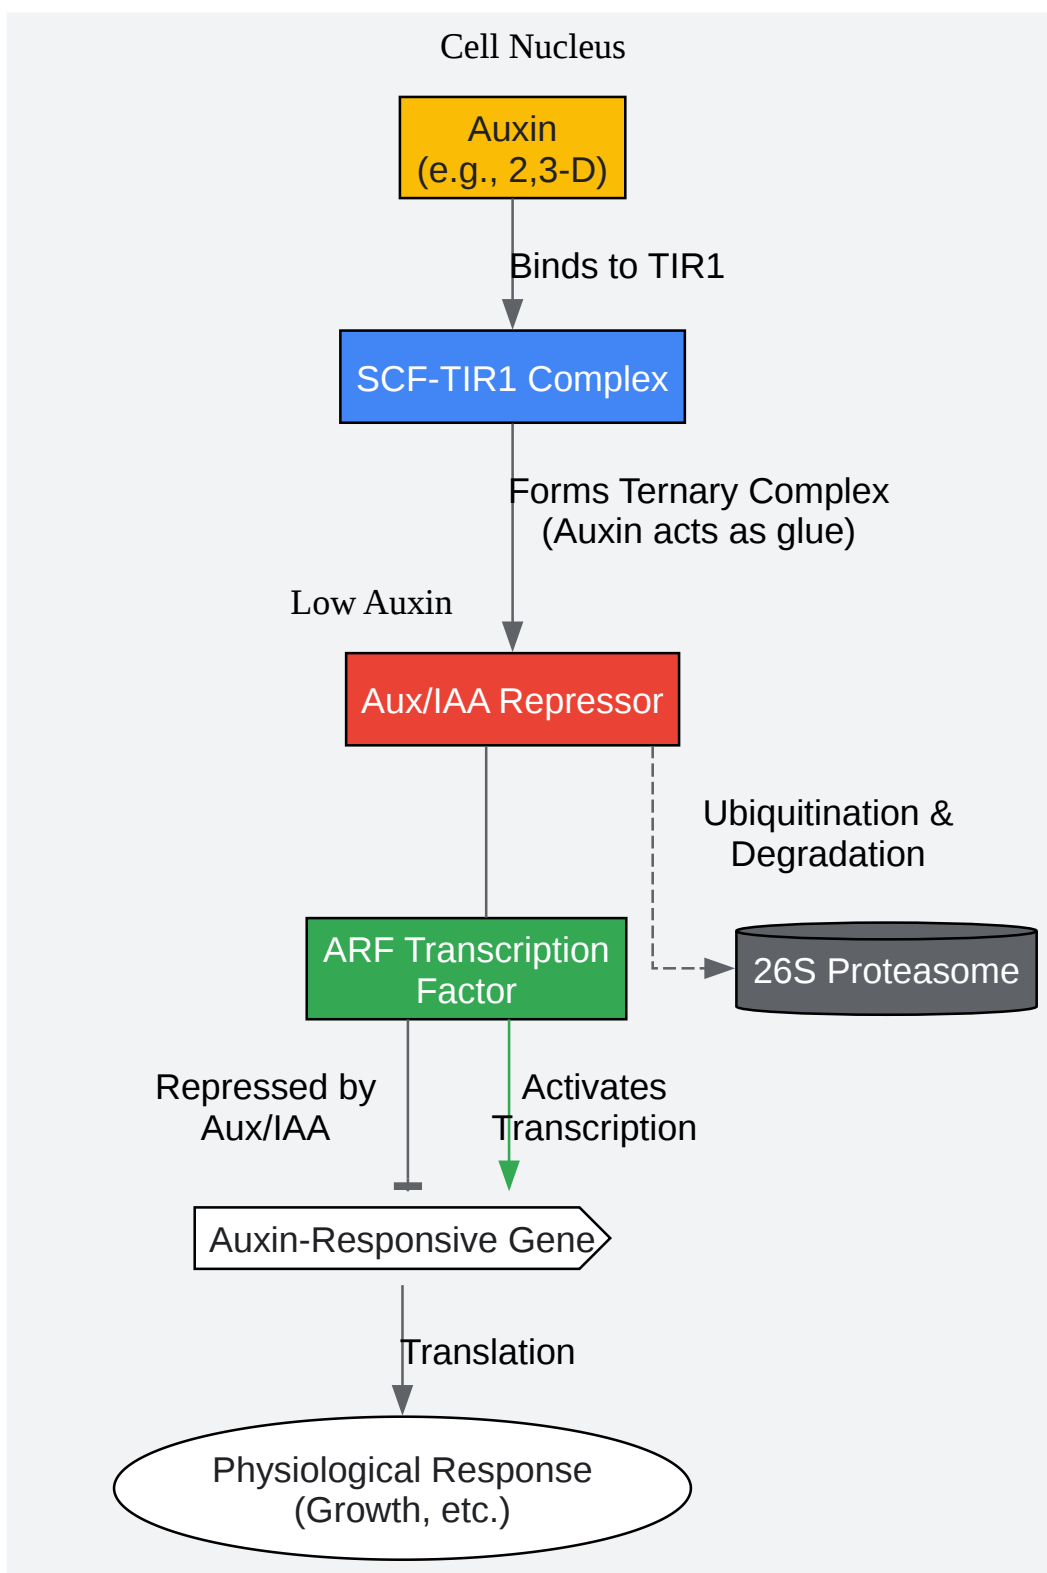 Cell Nucleus
Auxin
(e.g., 2,3-D)
Binds to TIR1
SCF-TIR1 Complex
Forms Ternary Complex
(Auxin acts as glue)
Low Auxin
Aux/IAA Repressor
Ubiquitination &
Degradation
ARF Transcription
Factor
26S Proteasome
Repressed by
Aux/IAA
Activates
Transcription
Auxin-Responsive Gene
Translation
Physiological Response
(Growth, etc.)